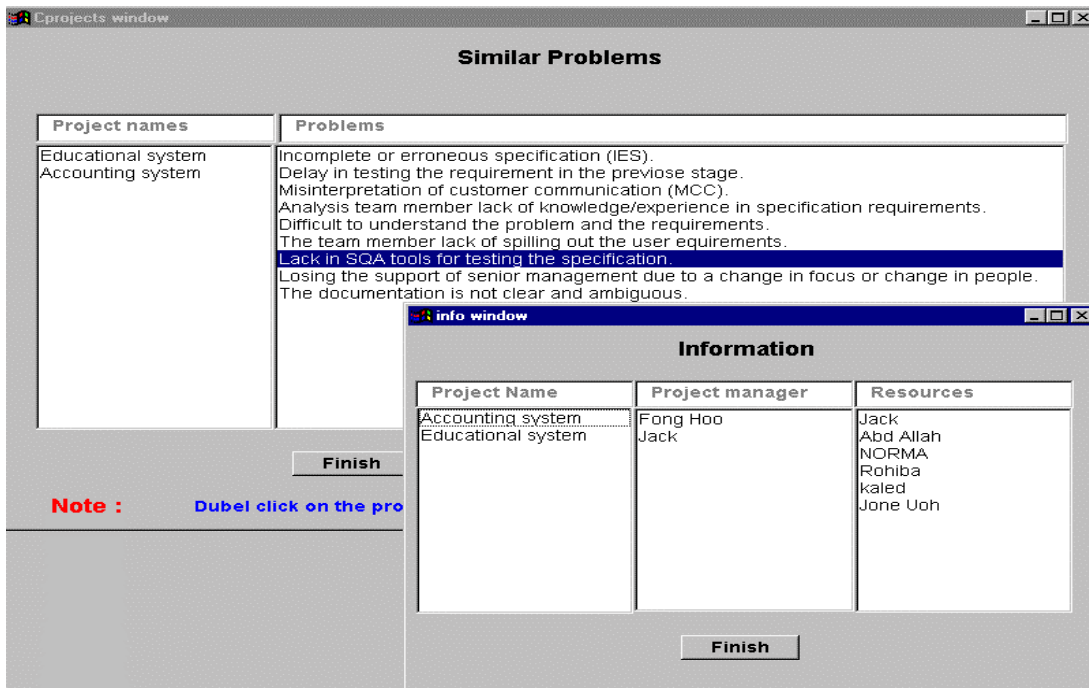 Cprojects window
Similar Problems
Project names
Problems
Educational system
Accounting system
Incomplete or erroneous specification (IES).
Delay in testing the requirement in the previose stage.
Misinterpretation of customer communication (MCC).
Analysis team member lack of knowledge/experience in specification requirements.
Difficult to understand the problem and the requirements.
The team member lack of spilling out the user equirements.
Lack in SQA tools for testing the specification.
Losing the support of senior management due to a change in focus or change in people.
The documentation is not clear and ambiguous.
Finish
Note :
Dubel click on the pro
info window
Information
Project Name
Project manager
Resources
Accounting system
Educational system
Fong Hoo
Jack
Jack
Abd Allah
NORMA
Rohiba
kaled
Jone Uoh
Finish